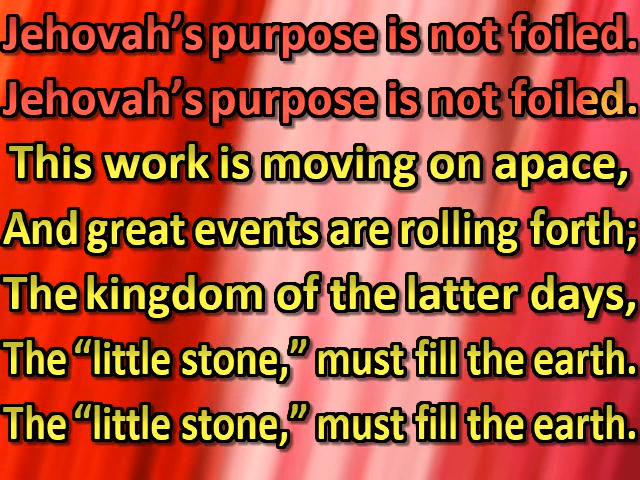 Jehovah’s purpose is not foiled.
Jehovah’s purpose is not foiled.
This work is moving on apace,
And great events are rolling forth;
The kingdom of the latter days,
The “little stone,” must fill the earth.
The “little stone,” must fill the earth.